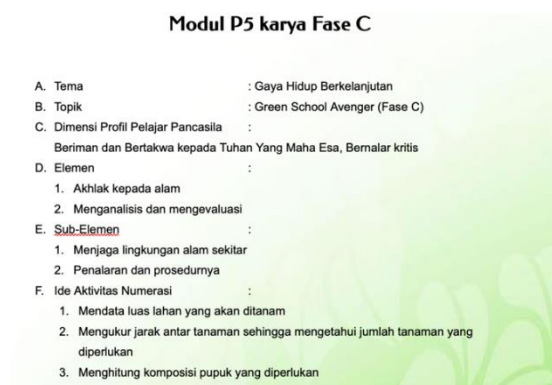 Modul P5 karya Fase C
A. Tema : Gaya Hidup Berkelanjutan
B. Topik : Green School Avenger (Fase C)
C. Dimensi Profil Pelajar Pancasila :
Beriman dan Bertakwa kepada Tuhan Yang Maha Esa, Bernalar kritis
D. Elemen :
1. Akhlak kepada alam
2. Menganalisis dan mengevaluasi
E. Sub-Elemen :
1. Menjaga lingkungan alam sekitar
2. Penalaran dan prosedurnya
F. Ide Aktivitas Numerasi :
1. Mendata luas lahan yang akan ditanam
2. Mengukur jarak antar tanaman sehingga mengetahui jumlah tanaman yang
diperlukan
3. Menghitung komposisi pupuk yang diperlukan